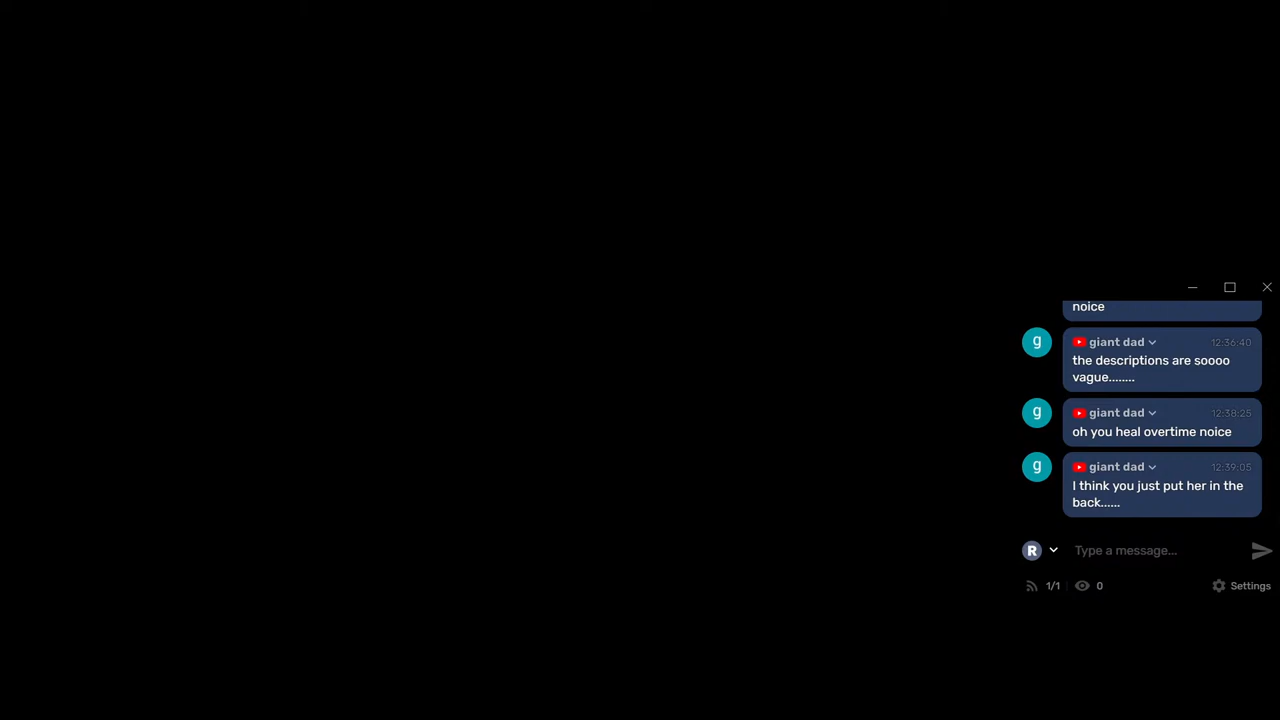 noice
g
giant dad 12:36:40
the descriptions are soooo
vague........
g
giant dad 12:38:25
oh you heal overtime noice
g
giant dad 12:39:05
I think you just put her in the
back......
R Type a message...
1/1 0 Settings